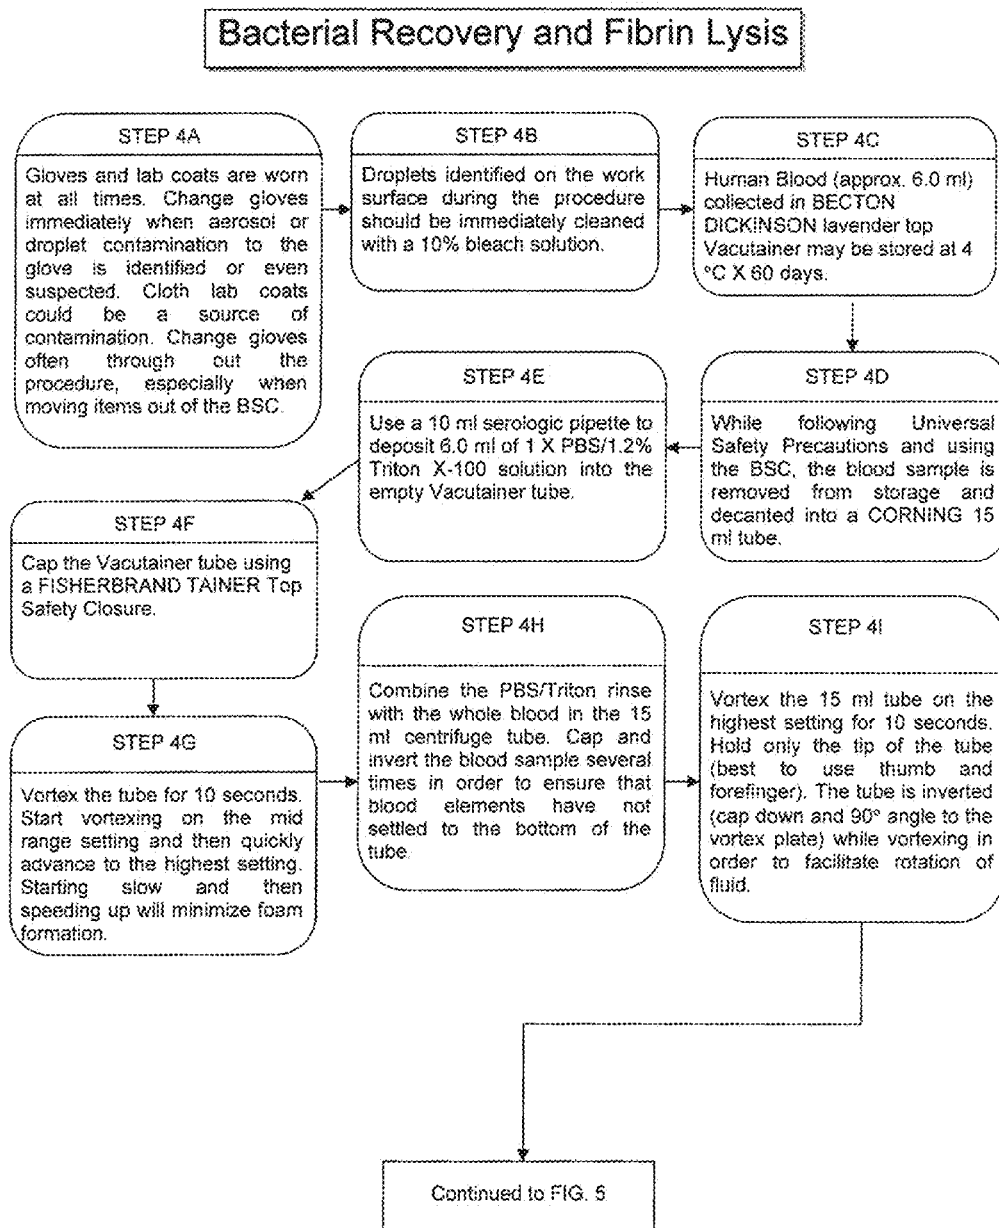 Bacterial Recovery and Fibrin Lysis
STEP 4A
Gloves and lab coats are worn
at all times. Change gloves
immediately when aerosol or
droplet contamination to the
glove is identified or even
suspected. Cloth lab coats
could be a source of
contamination. Change gloves
often through out the
procedure, especially when
moving items out of the BSC.
STEP 4B
Droplets identified on the work
surface during the procedure
should be immediately cleaned
with a 10% bleach solution.
STEP 4C
Human Blood (approx. 6.0 ml)
collected in BECTON
DICKINSON lavender top
Vacutainer may be stored at 4
°C X 60 days.
STEP 4D
While following Universal
Safety Precautions and using
the BSC, the blood sample is
removed from storage and
decanted into a CORNING 15
ml tube.
STEP 4E
Use a 10 ml serologic pipette to
deposit 6.0 ml of 1 X PBS/1.2%
Triton X-100 solution into the
empty Vacutainer tube.
STEP 4F
Cap the Vacutainer tube using
a FISHERBRAND TAINER Top
Safety Closure.
STEP 4G
Vortex the tube for 10 seconds.
Start vortexing on the mid
range setting and then quickly
advance to the highest setting.
Starting slow and then
speeding up will minimize foam
formation.
STEP 4H
Combine the PBS/Triton rinse
with the whole blood in the 15
ml centrifuge tube. Cap and
invert the blood sample several
times in order to ensure that
blood elements have not
settled to the bottom of the
tube.
STEP 4I
Vortex the 15 ml tube on the
highest setting for 10 seconds.
Hold only the tip of the tube
(best to use thumb and
forefinger). The tube is inverted
(cap down and 90° angle to the
vortex plate) while vortexing in
order to facilitate rotation of
fluid.
Continued to FIG. 5